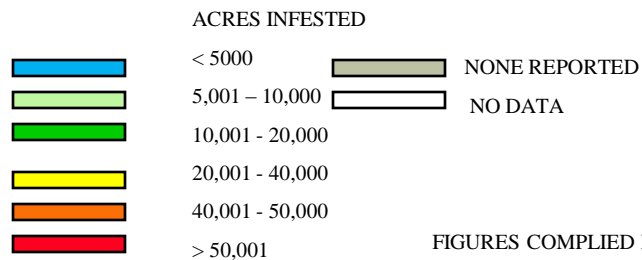 ACRES INFESTED
< 5000
NONE REPORTED
5,001 – 10,000
NO DATA
10,001 - 20,000
20,001 - 40,000
40,001 - 50,000
> 50,001
FIGURES COMPLIED